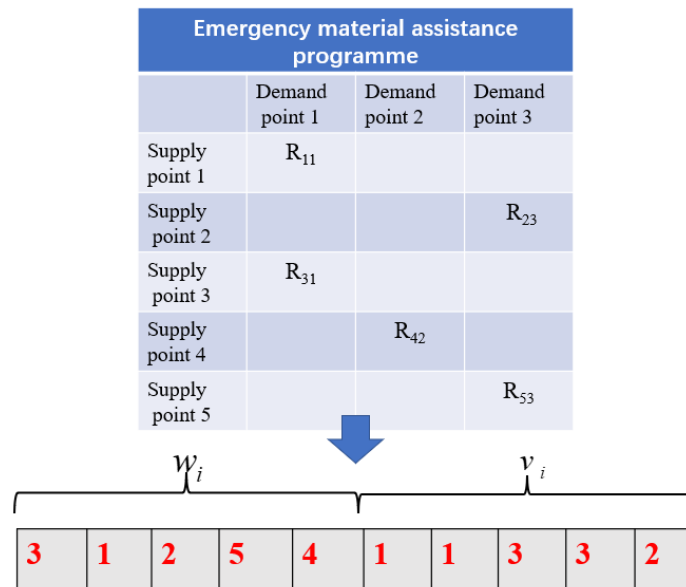 Emergency material assistance
programme
Demand
point 1
Demand
point 2
Demand
point 3
Supply
point 1
R₁₁
Supply
point 2
R₂₃
Supply
point 3
R₃₁
Supply
point 4
R₄₂
Supply
point 5
R₅₃
wᵢ
vᵢ
3 1 2 5 4 1 1 3 3 2